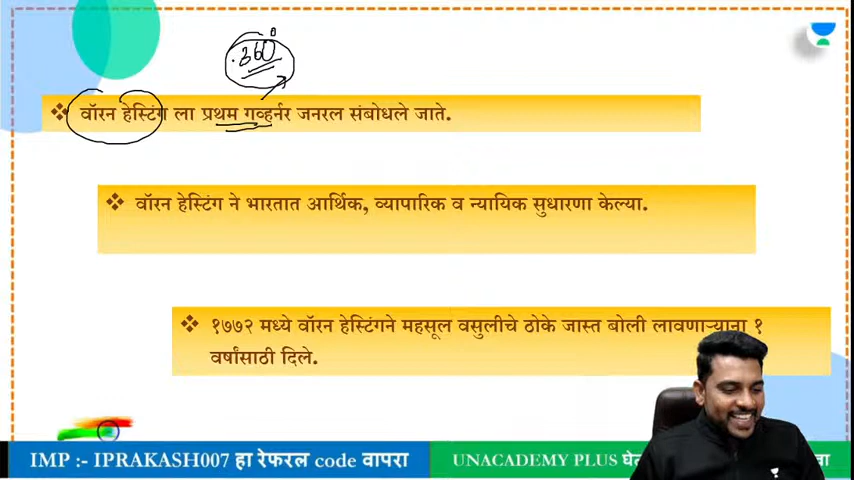 360°
❖ वॉरन हेस्टिंग ला प्रथम गव्हर्नर जनरल संबोधले जाते.
❖ वॉरन हेस्टिंग ने भारतात आर्थिक, व्यापारिक व न्यायिक सुधारणा केल्या.
❖ १७७२ मध्ये वॉरन हेस्टिंगने महसूल वसुलीचे ठोके जास्त बोली लावणाऱ्याना १
वर्षांसाठी दिले.
IMP :- IPRAKASH007 हा रेफरल code वापरा
UNACADEMY PLUS